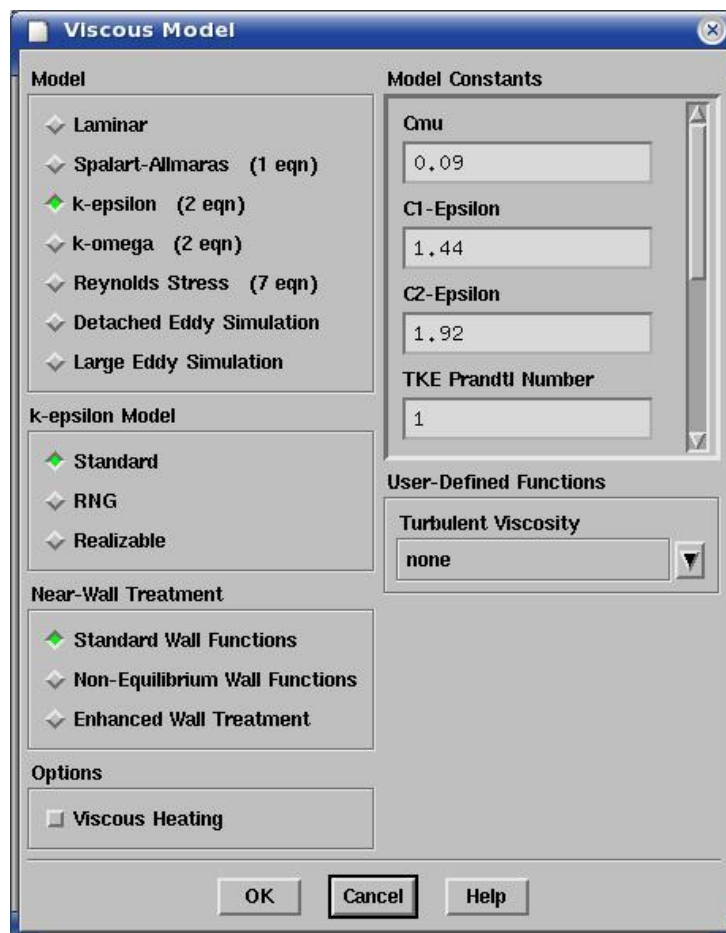 Viscous Model
Model
Laminar
Spalart-Allmaras (1 eqn)
k-epsilon (2 eqn)
k-omega (2 eqn)
Reynolds Stress (7 eqn)
Detached Eddy Simulation
Large Eddy Simulation
k-epsilon Model
Standard
RNG
Realizable
Near-Wall Treatment
Standard Wall Functions
Non-Equilibrium Wall Functions
Enhanced Wall Treatment
Options
Viscous Heating
Model Constants
Cmu
0.09
C1-Epsilon
1.44
C2-Epsilon
1.92
TKE Prandtl Number
1
User-Defined Functions
Turbulent Viscosity
none
OK
Cancel
Help